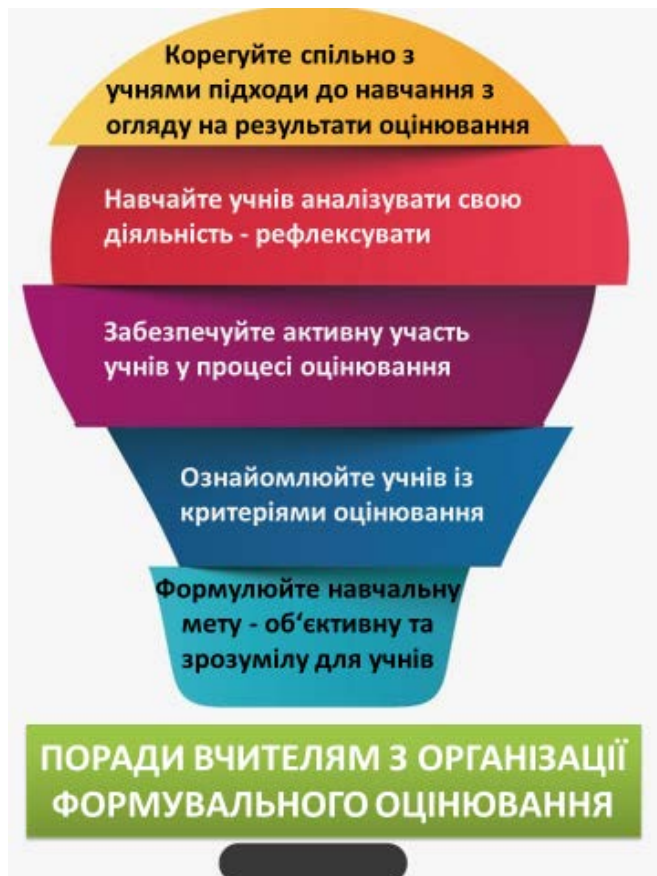 Корегуйте спільно з
учнями підходи до навчання з
огляду на результати оцінювання
Навчайте учнів аналізувати свою
діяльність - рефлексувати
Забезпечуйте активну участь
учнів у процесі оцінювання
Ознайомлюйте учнів із
критеріями оцінювання
Формулюйте навчальну
мету - об‘єктивну та
зрозумілу для учнів
ПОРАДИ ВЧИТЕЛЯМ З ОРГАНІЗАЦІЇ
ФОРМУВАЛЬНОГО ОЦІНЮВАННЯ